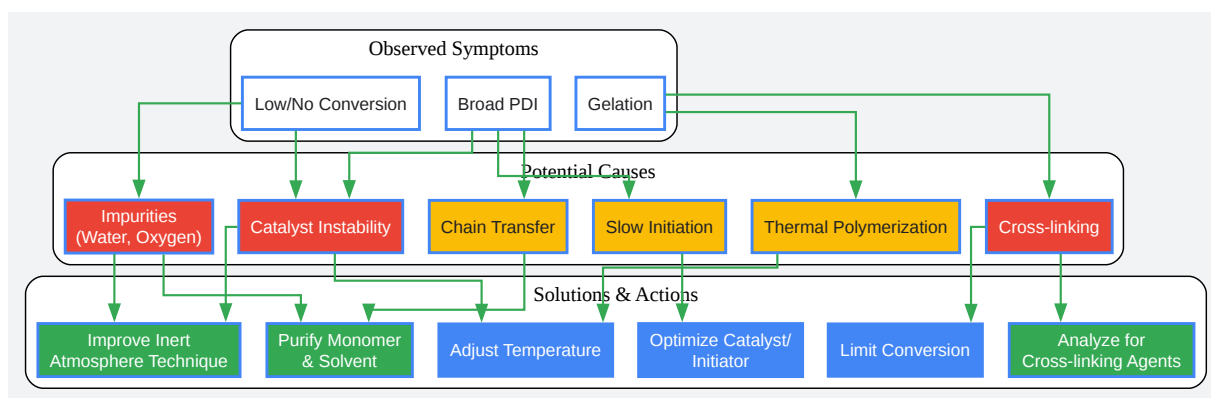 Observed Symptoms
Low/No Conversion
Broad PDI
Gelation
Potential Causes
Impurities
(Water, Oxygen)
Catalyst Instability
Chain Transfer
Slow Initiation
Thermal Polymerization
Cross-linking
Solutions & Actions
Improve Inert
Atmosphere Technique
Purify Monomer
& Solvent
Adjust Temperature
Optimize Catalyst/
Initiator
Limit Conversion
Analyze for
Cross-linking Agents